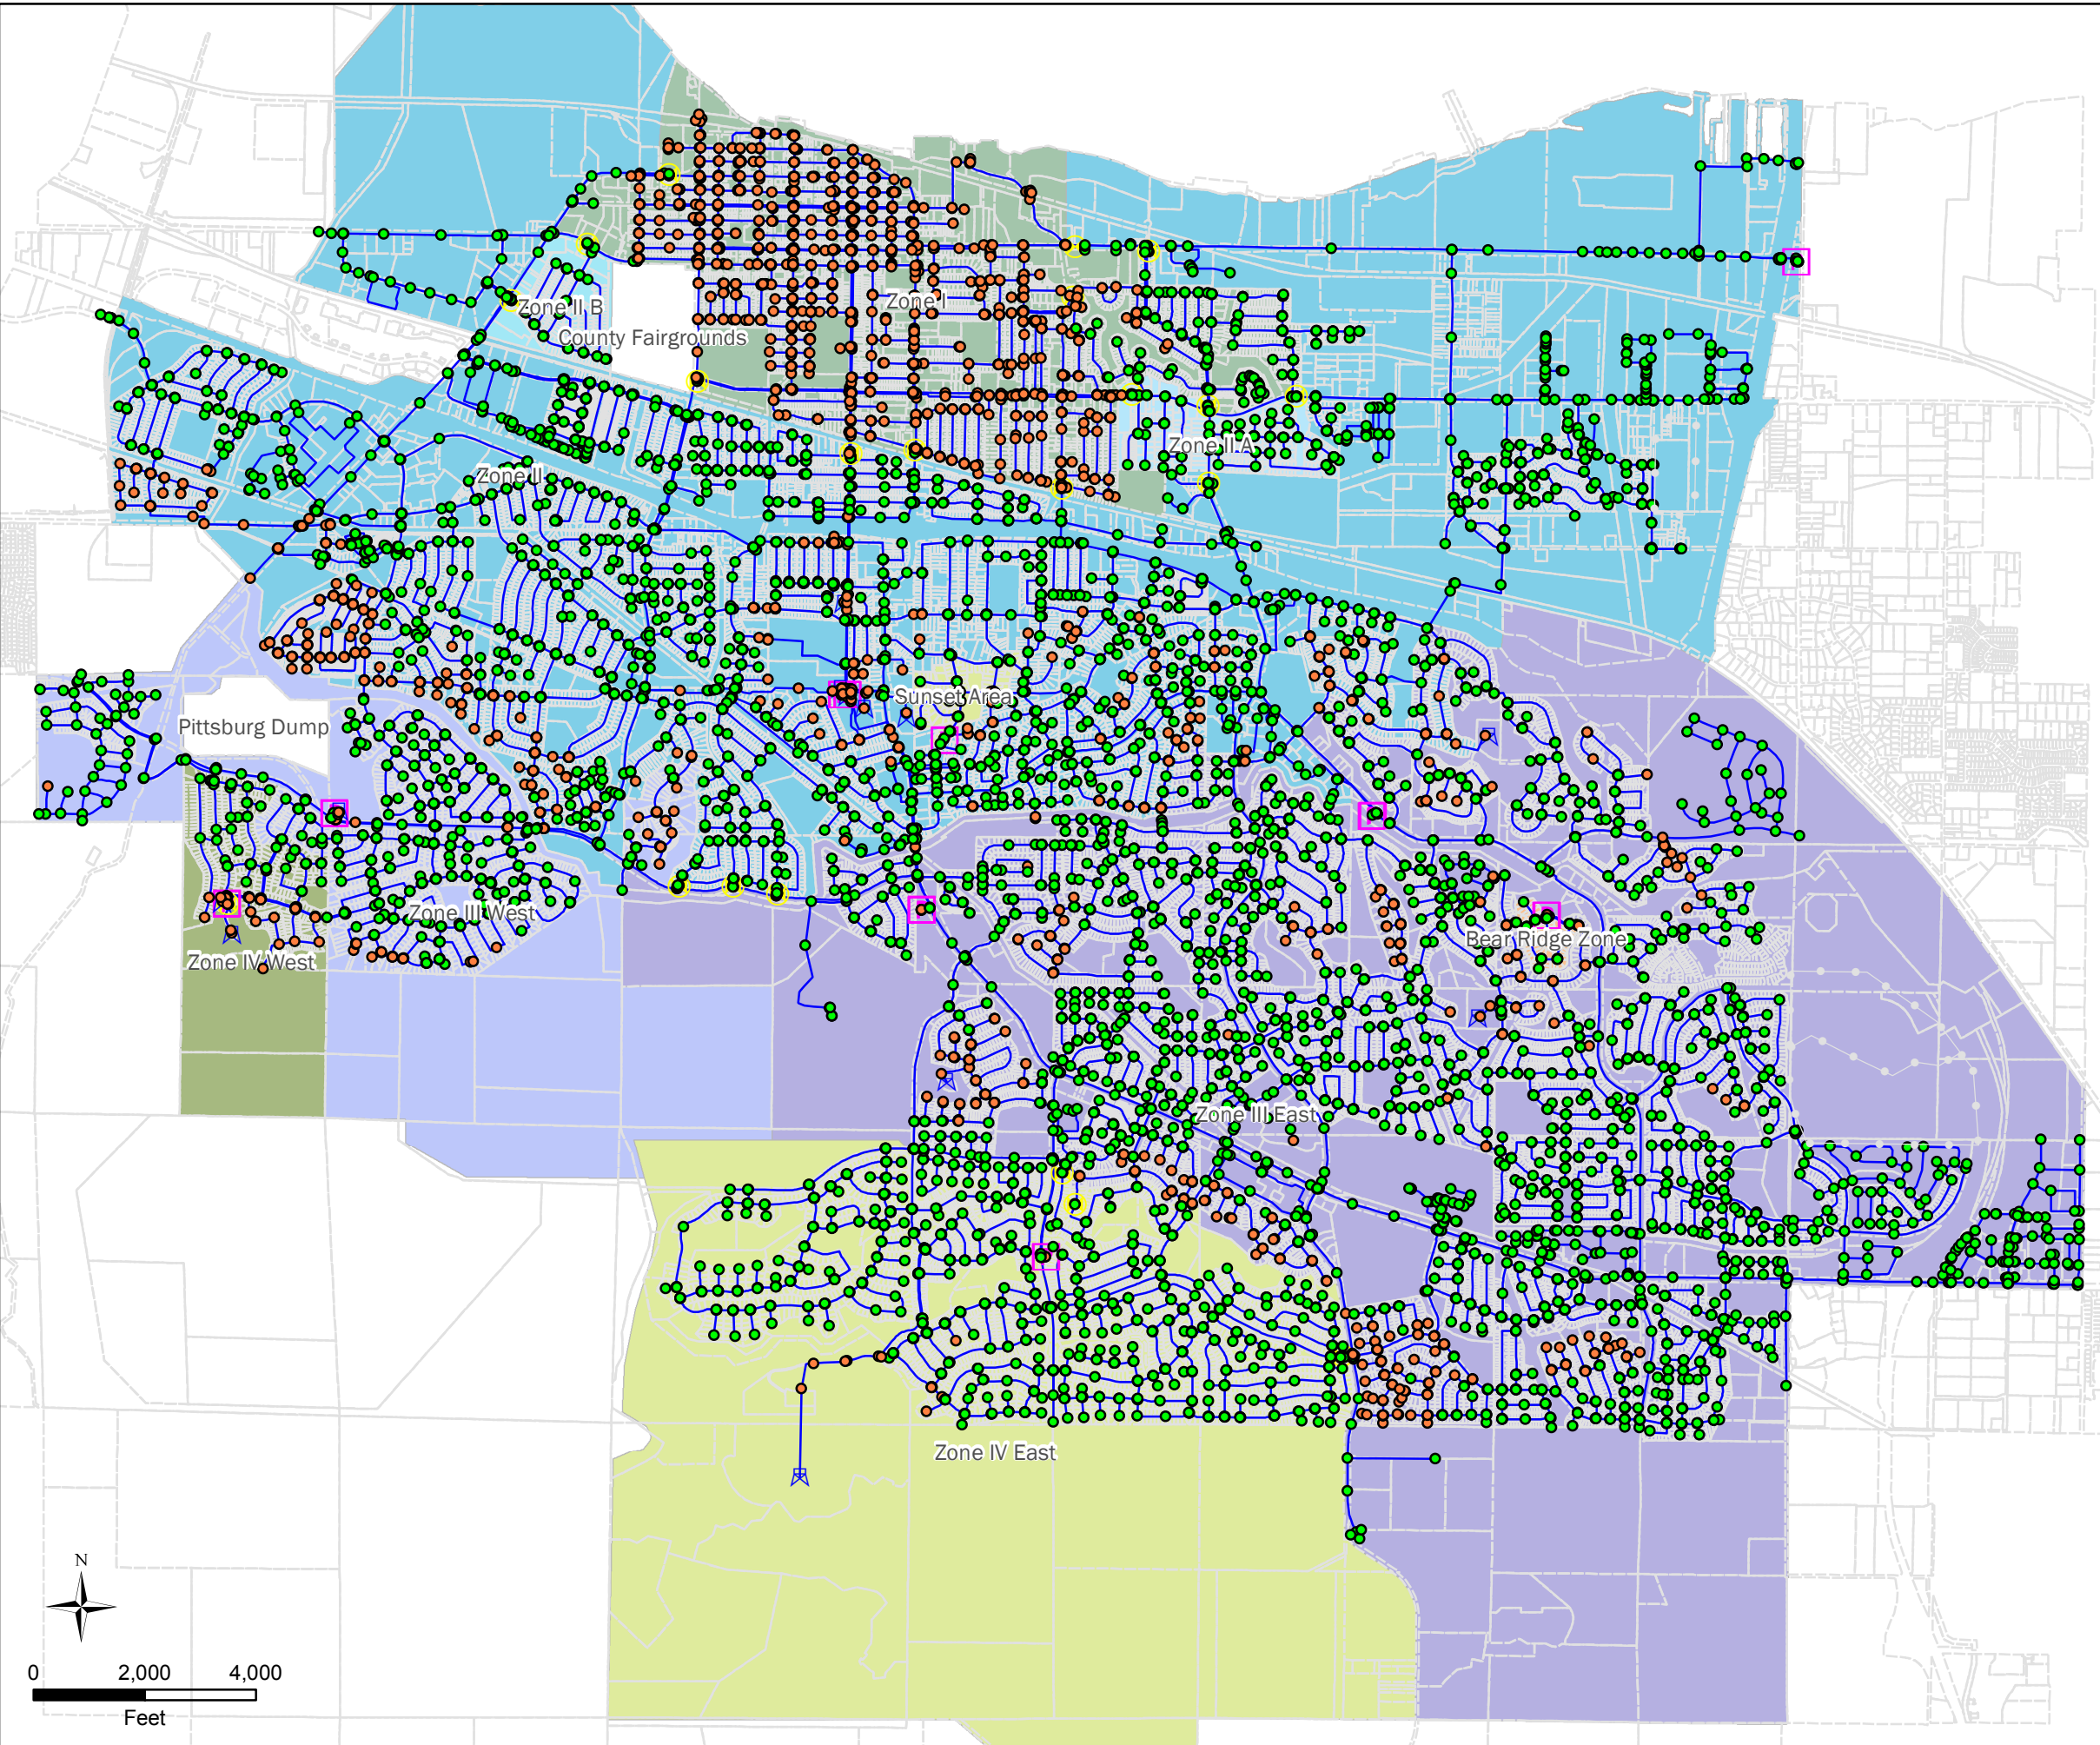 Zone I
Zone II B
County Fairgrounds
Zone II A
Zone II
Sunset Area
Pittsburg Dump
Zone III West
Bear Ridge Zone
Zone IV West
Zone III East
Zone IV East
N
0 2,000 4,000
Feet